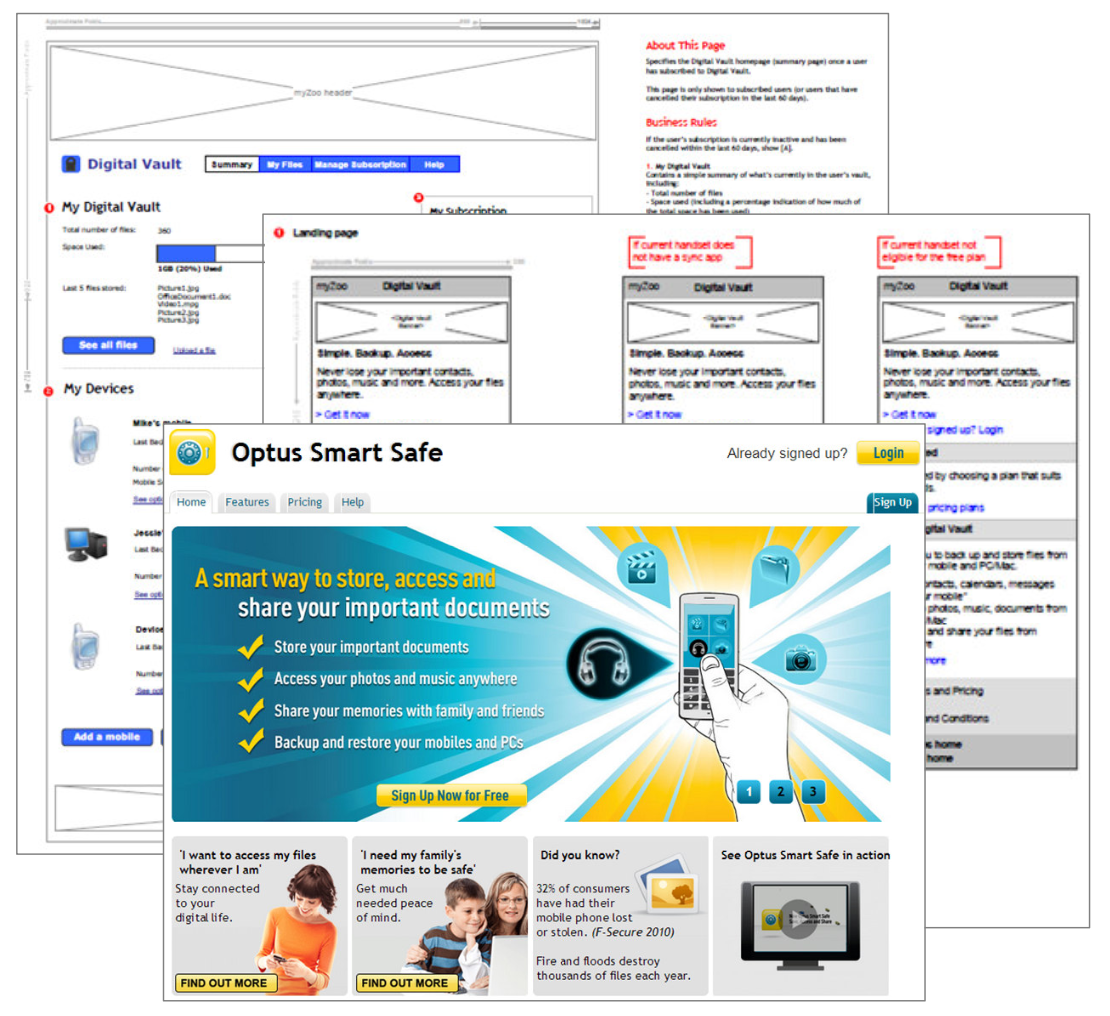 Approximate Pixels
1024 px
About This Page
Specifies the Digital Vault homepage (summary page) once a user
has subscribed to Digital Vault.
This page is only shown to subscribed users (or users that have
cancelled their subscription in the last 60 days).
Business Rules
If the user's subscription is currently inactive and has been
cancelled within the last 60 days, show [A].
1. My Digital Vault
Contains a simple summary of what's currently in the user's vault,
including:
- Total number of files
- Space used (including a percentage indication of how much of
the total space has been used)
myZoo header
Digital Vault
Summary
My Files
Manage Subscription
Help
1
My Digital Vault
3
My Subscription
Total number of files:
360
Space Used:
1GB (20%) Used
Last 5 files stored:
Picture1.jpg
OfficeDocument1.doc
Video1.mpg
Picture2.jpg
Picture3.jpg
See all files
Upload a file
2
My Devices
Mike's mobile
Last Bac
Number
Mobile S
See opti
Jessie'
Last Bac
Number
See opti
Device
Last Ba
Number
See opti
Add a mobile
1
Landing page
If current handset does
not have a sync app
If current handset not
eligible for the free plan
myZoo
Digital Vault
<Digital Vault
Banner>
Simple. Backup. Access
Never lose your important contacts,
photos, music and more. Access your files
anywhere.
> Get it now
myZoo
Digital Vault
<Digital Vault
Banner>
Simple. Backup. Access
Never lose your important contacts,
photos, music and more. Access your files
anywhere.
> Get it now
myZoo
Digital Vault
<Digital Vault
Banner>
Simple. Backup. Access
Never lose your important contacts,
photos, music and more. Access your files
anywhere.
> Get it now
signed up? Login
ed
d by choosing a plan that suits
s.
pricing plans
gital Vault
u to back up and store files from
mobile and PC/Mac.
ntacts, calendars, messages
r mobile"
photos, music, documents from
/Mac
and share your files from
re
more
s and Pricing
and Conditions
s home
home
Optus Smart Safe
Already signed up?
Login
Home
Features
Pricing
Help
Sign Up
A smart way to store, access and
share your important documents
Store your important documents
Access your photos and music anywhere
Share your memories with family and friends
Backup and restore your mobiles and PCs
Sign Up Now for Free
1
2
3
'I want to access my files
wherever I am'
Stay connected
to your
digital life.
FIND OUT MORE
'I need my family's
memories to be safe'
Get much
needed peace
of mind.
FIND OUT MORE
Did you know?
32% of consumers
have had their
mobile phone lost
or stolen. (F-Secure 2010)
Fire and floods destroy
thousands of files each year.
See Optus Smart Safe in action